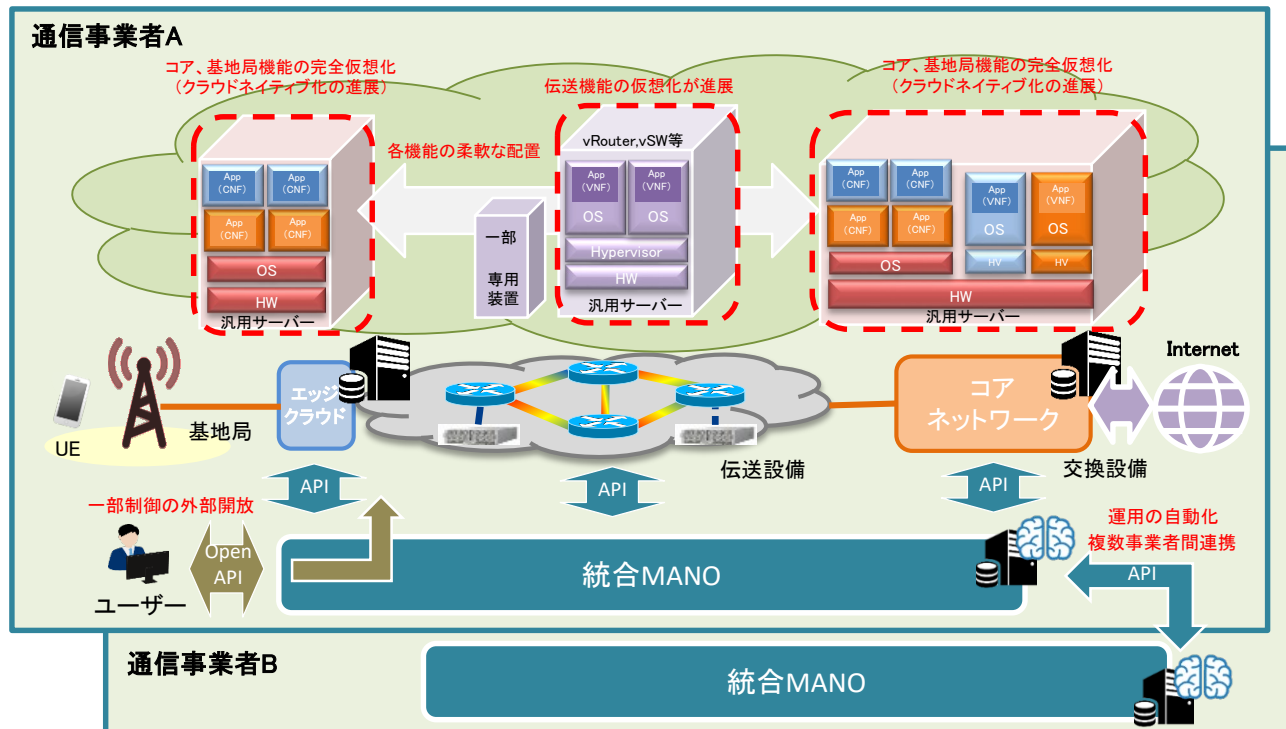 通信事業者A
コア、基地局機能の完全仮想化
(クラウドネイティブ化の進展)
伝送機能の仮想化が進展
コア、基地局機能の完全仮想化
(クラウドネイティブ化の進展)
各機能の柔軟な配置
App
(CNF)
App
(CNF)
App
(CNF)
App
(CNF)
OS
HW
汎用サーバー
一部
専用
装置
vRouter,vSW等
App
(VNF)
OS
App
(VNF)
OS
Hypervisor
HW
汎用サーバー
App
(CNF)
App
(CNF)
App
(CNF)
App
(CNF)
OS
App
(VNF)
OS
HV
App
(VNF)
OS
HV
HW
汎用サーバー
UE
基地局
エッジ
クラウド
伝送設備
コア
ネットワーク
交換設備
Internet
API
API
API
一部制御の外部開放
ユーザー
Open
API
統合MANO
運用の自動化
複数事業者間連携
API
通信事業者B
統合MANO